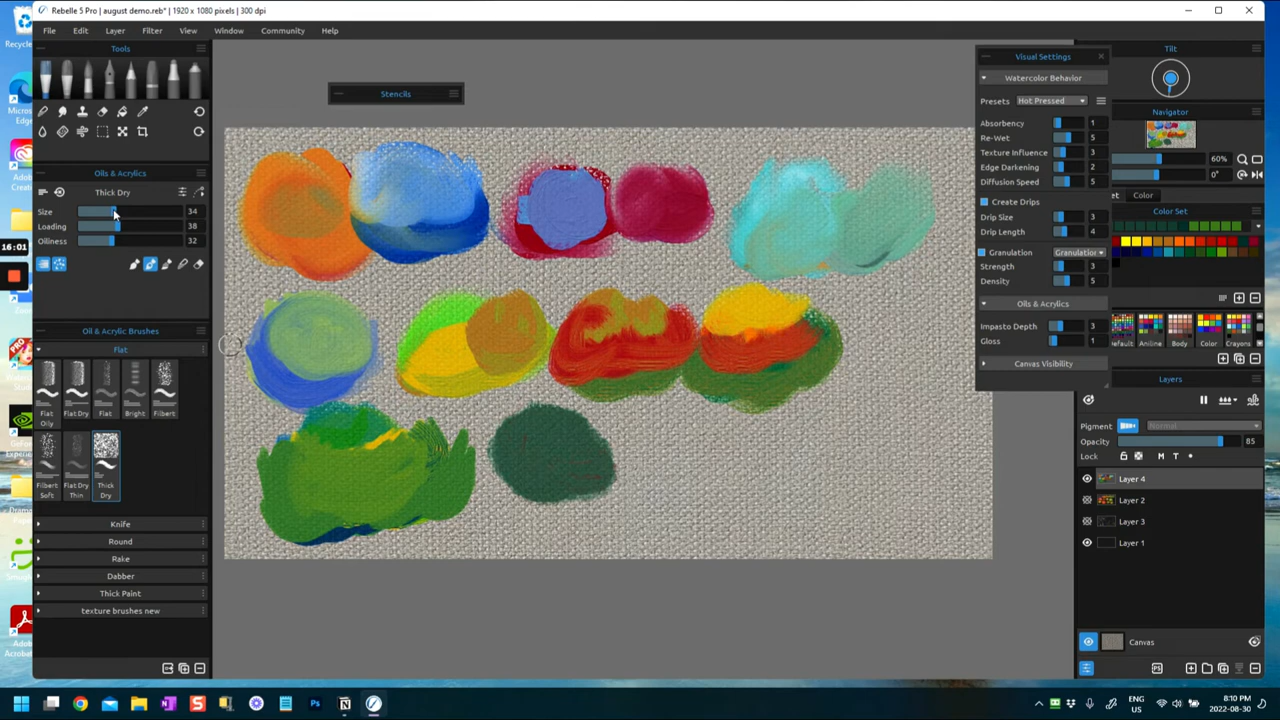 Rebelle 5 Pro | august demo.reb* | 1920 x 1080 pixels | 300 dpi
File Edit Layer Filter View Window Community Help
Tools
Stencils
Visual Settings
Tilt
Watercolor Behavior
Presets Hot Pressed
Absorbency 1
Re-Wet 5
Texture Influence 3
Edge Darkening 2
Diffusion Speed 5
Create Drips
Drip Size 3
Drip Length 4
Granulation
Strength 3
Density 5
Oils & Acrylics
Impasto Depth 3
Gloss 1
Canvas Visibility
Navigator
60%
0°
Color
Color Set
Aniline Body Color Crayons
Layers
Pigment Normal
Opacity 85
Lock M T
Layer 4
Layer 2
Layer 3
Layer 1
Canvas
PS
Oils & Acrylics
Thick Dry
Size 34
Loading 38
Oiliness 32
16:01
Oil & Acrylic Brushes
Flat
Flat Oily
Flat Dry
Flat
Bright
Filbert
Filbert Soft
Flat Dry Thin
Thick Dry
Knife
Round
Rake
Dabber
Thick Paint
texture brushes new
Recycle
Ps
ENG
US
8:10 PM
2022-08-30